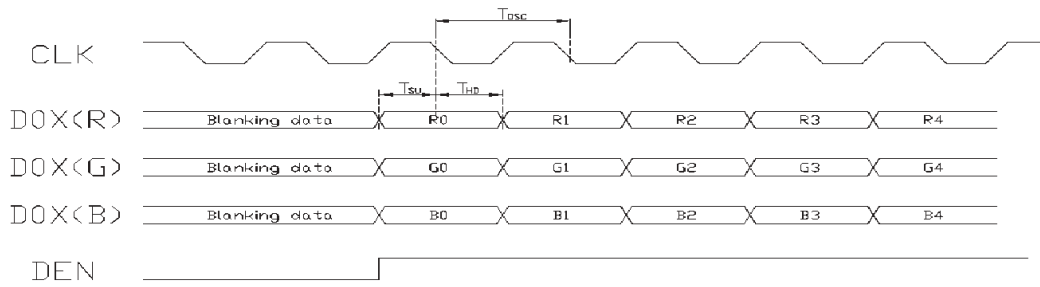 Tosc
CLK
TSU THD
DOX(R) Blanking data R0 R1 R2 R3 R4
DOX(G) Blanking data G0 G1 G2 G3 G4
DOX(B) Blanking data B0 B1 B2 B3 B4
DEN